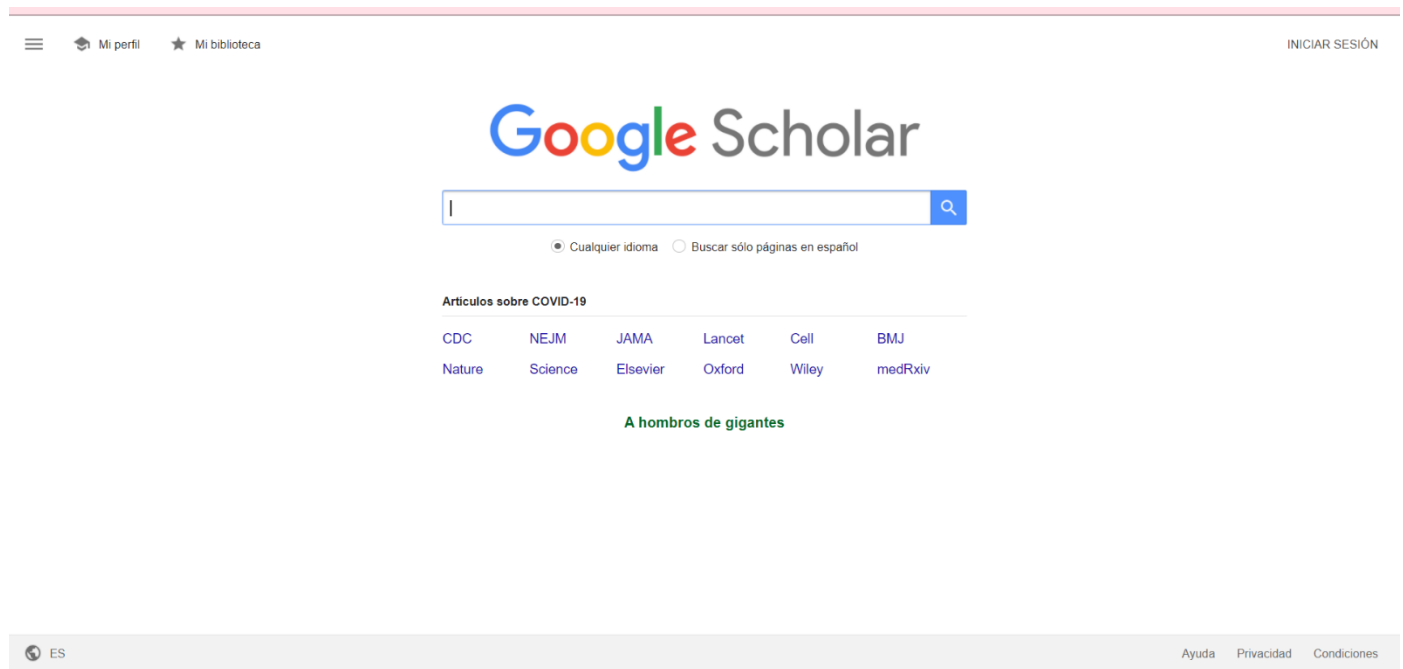 Mi perfil Mi biblioteca INICIAR SESIÓN
Google Scholar
Cualquier idioma Buscar sólo páginas en español
Articulos sobre COVID-19
CDC NEJM JAMA Lancet Cell BMJ
Nature Science Elsevier Oxford Wiley medRxiv
A hombros de gigantes
ES Ayuda Privacidad Condiciones